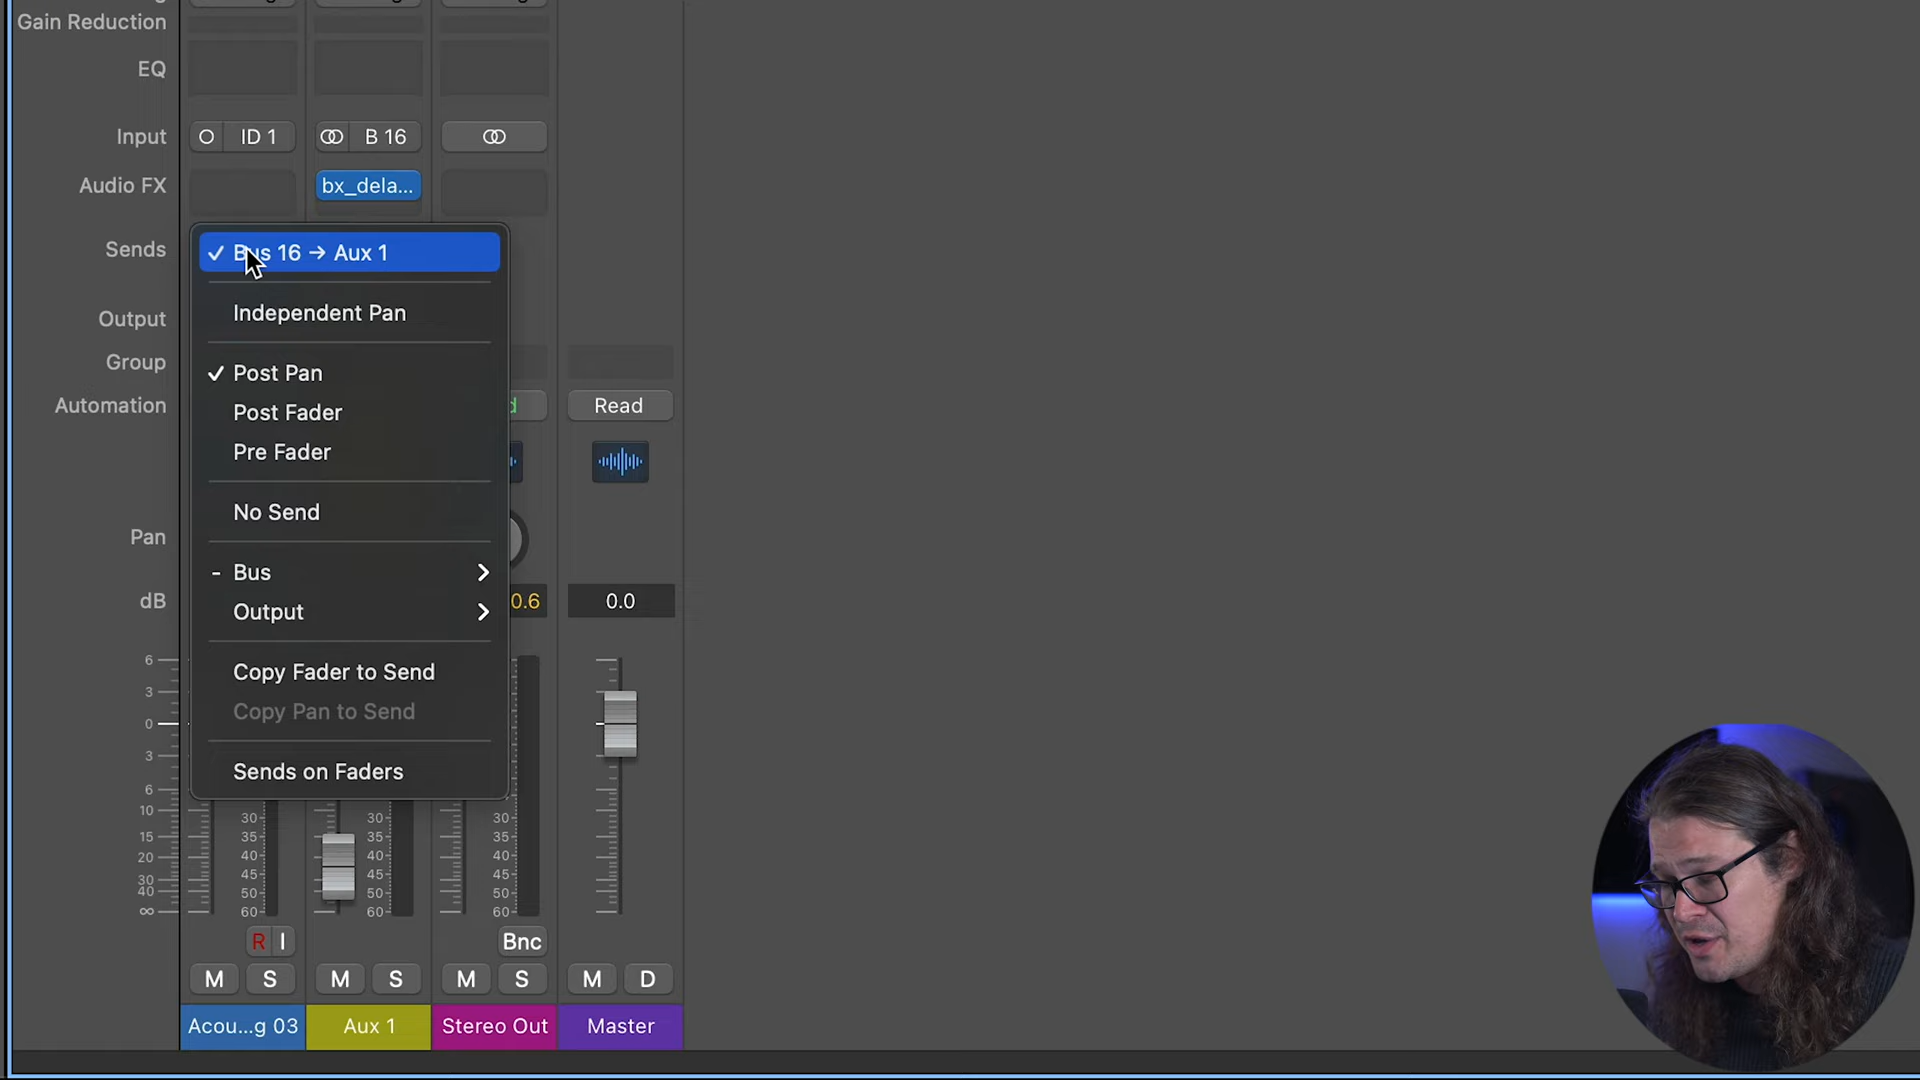 Gain Reduction
EQ
Input
ID 1
B 16
Audio FX
bx_dela...
Sends
✓ Bus 16 → Aux 1
Independent Pan
Output
Group
✓ Post Pan
Post Fader
Automation
Read
Pre Fader
No Send
Pan
- Bus
dB
Output
0.6
0.0
Copy Fader to Send
Copy Pan to Send
Sends on Faders
6
3
0
3
6
10
15
20
30
40
∞
30
35
40
45
50
60
30
35
40
45
50
60
30
35
40
45
50
60
R I
Bnc
M S
M S
M S
M D
Acou...g 03
Aux 1
Stereo Out
Master